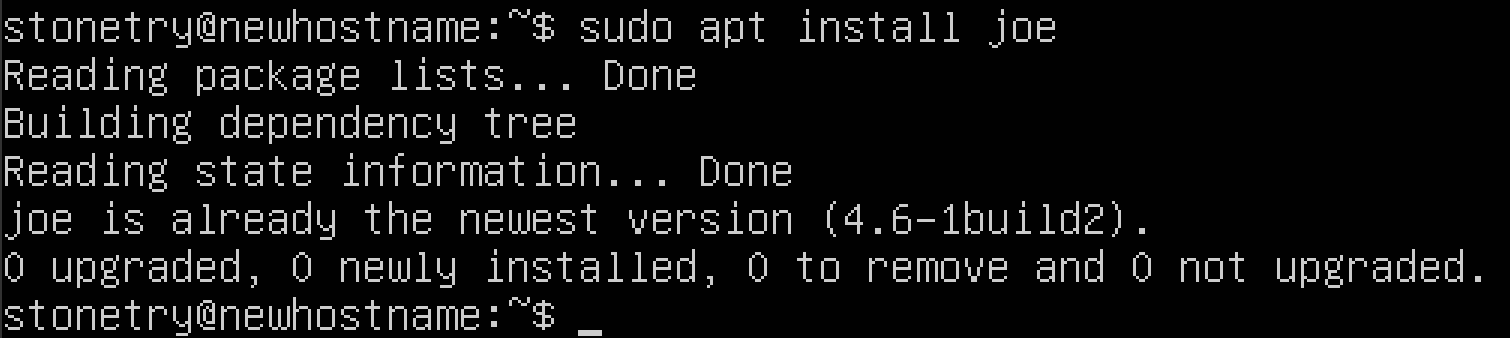 stonetry@newhostname:~$ sudo apt install joe
Reading package lists... Done
Building dependency tree
Reading state information... Done
joe is already the newest version (4.6-1build2).
0 upgraded, 0 newly installed, 0 to remove and 0 not upgraded.
stonetry@newhostname:~$ _